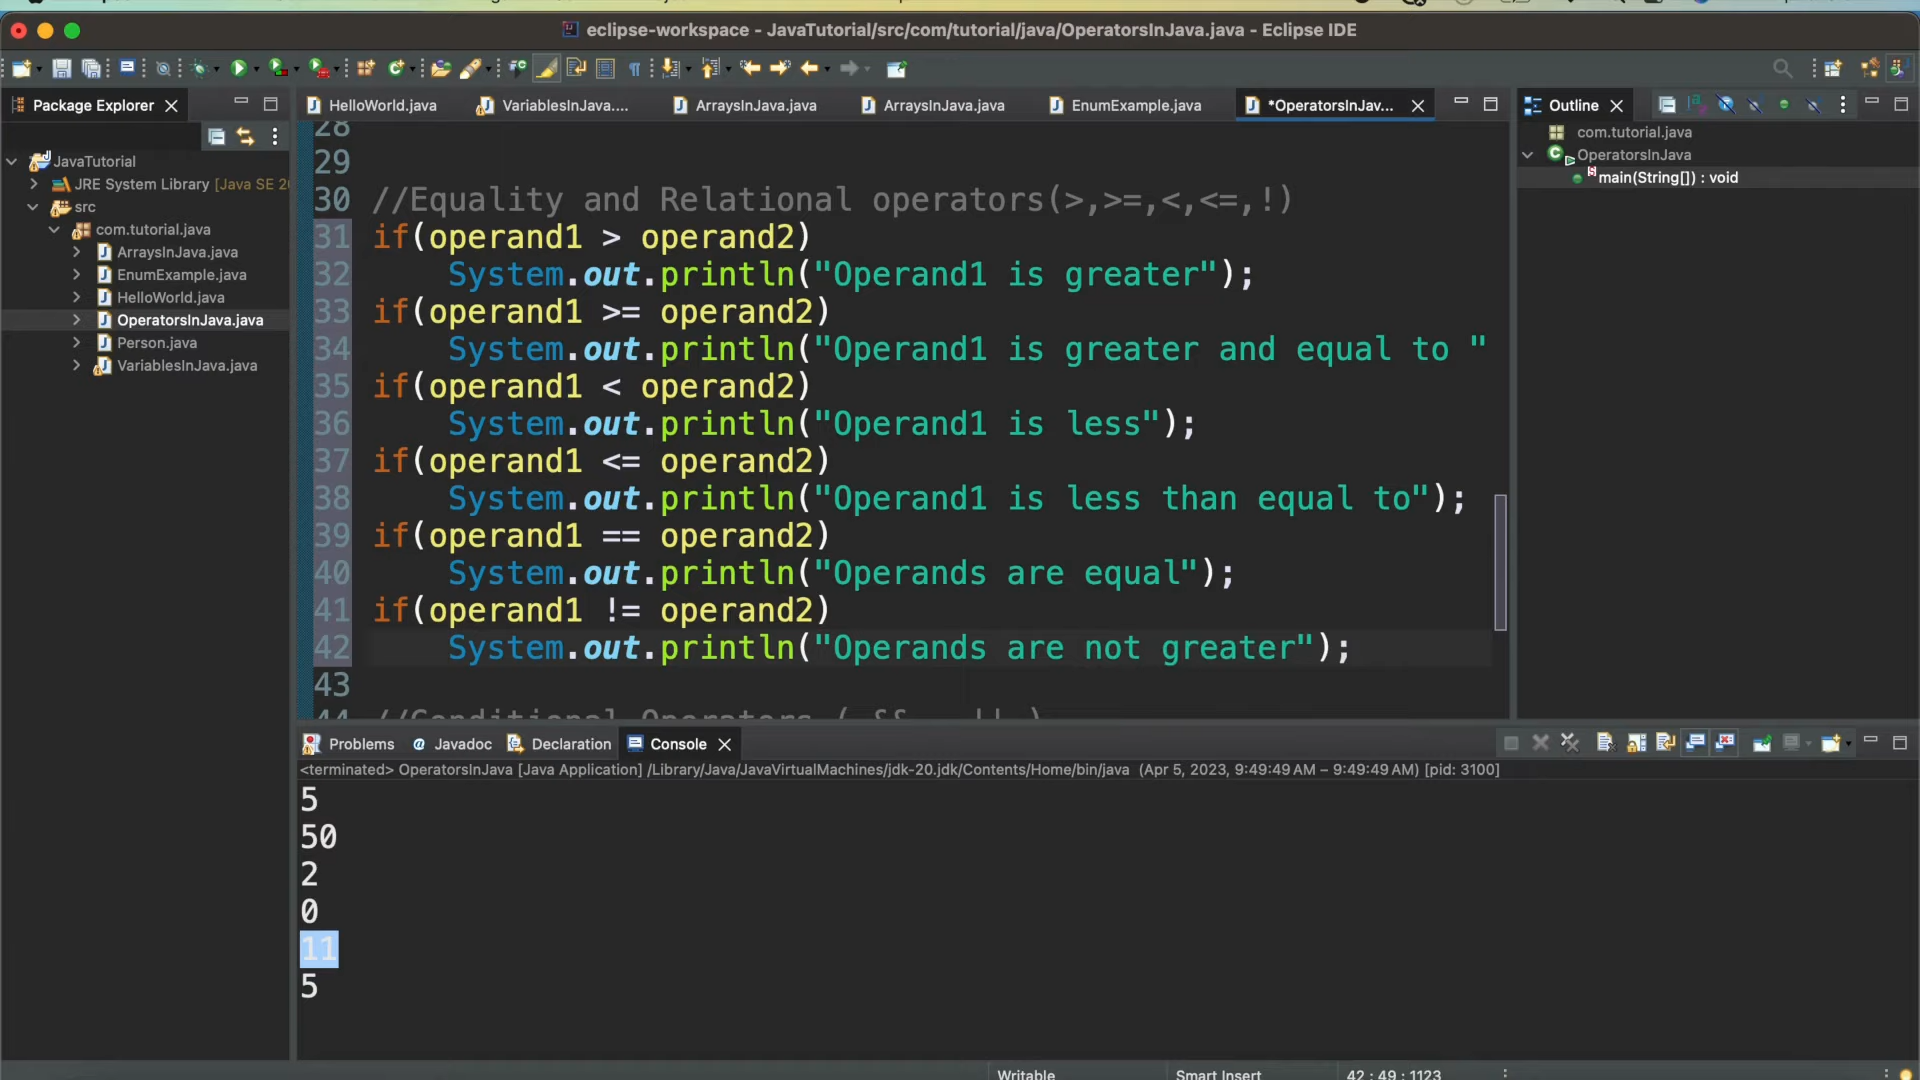 eclipse-workspace - JavaTutorial/src/com/tutorial/java/OperatorsInJava.java - Eclipse IDE
Package Explorer
HelloWorld.java
VariablesInJava....
ArraysInJava.java
ArraysInJava.java
EnumExample.java
*OperatorsInJav...
Outline
JavaTutorial
JRE System Library [Java SE 20
src
com.tutorial.java
ArraysInJava.java
EnumExample.java
HelloWorld.java
OperatorsInJava.java
Person.java
VariablesInJava.java
28
29
30 //Equality and Relational operators(>,>=,<,<=,!)
31 if(operand1 > operand2)
32 System.out.println("Operand1 is greater");
33 if(operand1 >= operand2)
34 System.out.println("Operand1 is greater and equal to "
35 if(operand1 < operand2)
36 System.out.println("Operand1 is less");
37 if(operand1 <= operand2)
38 System.out.println("Operand1 is less than equal to");
39 if(operand1 == operand2)
40 System.out.println("Operands are equal");
41 if(operand1 != operand2)
42 System.out.println("Operands are not greater");
43
44 //Conditional Operators ( && , || )
com.tutorial.java
OperatorsInJava
main(String[]) : void
Problems
Javadoc
Declaration
Console
<terminated> OperatorsInJava [Java Application] /Library/Java/JavaVirtualMachines/jdk-20.jdk/Contents/Home/bin/java (Apr 5, 2023, 9:49:49 AM – 9:49:49 AM) [pid: 3100]
5
50
2
0
11
5
Writable
Smart Insert
42 : 49 : 1123